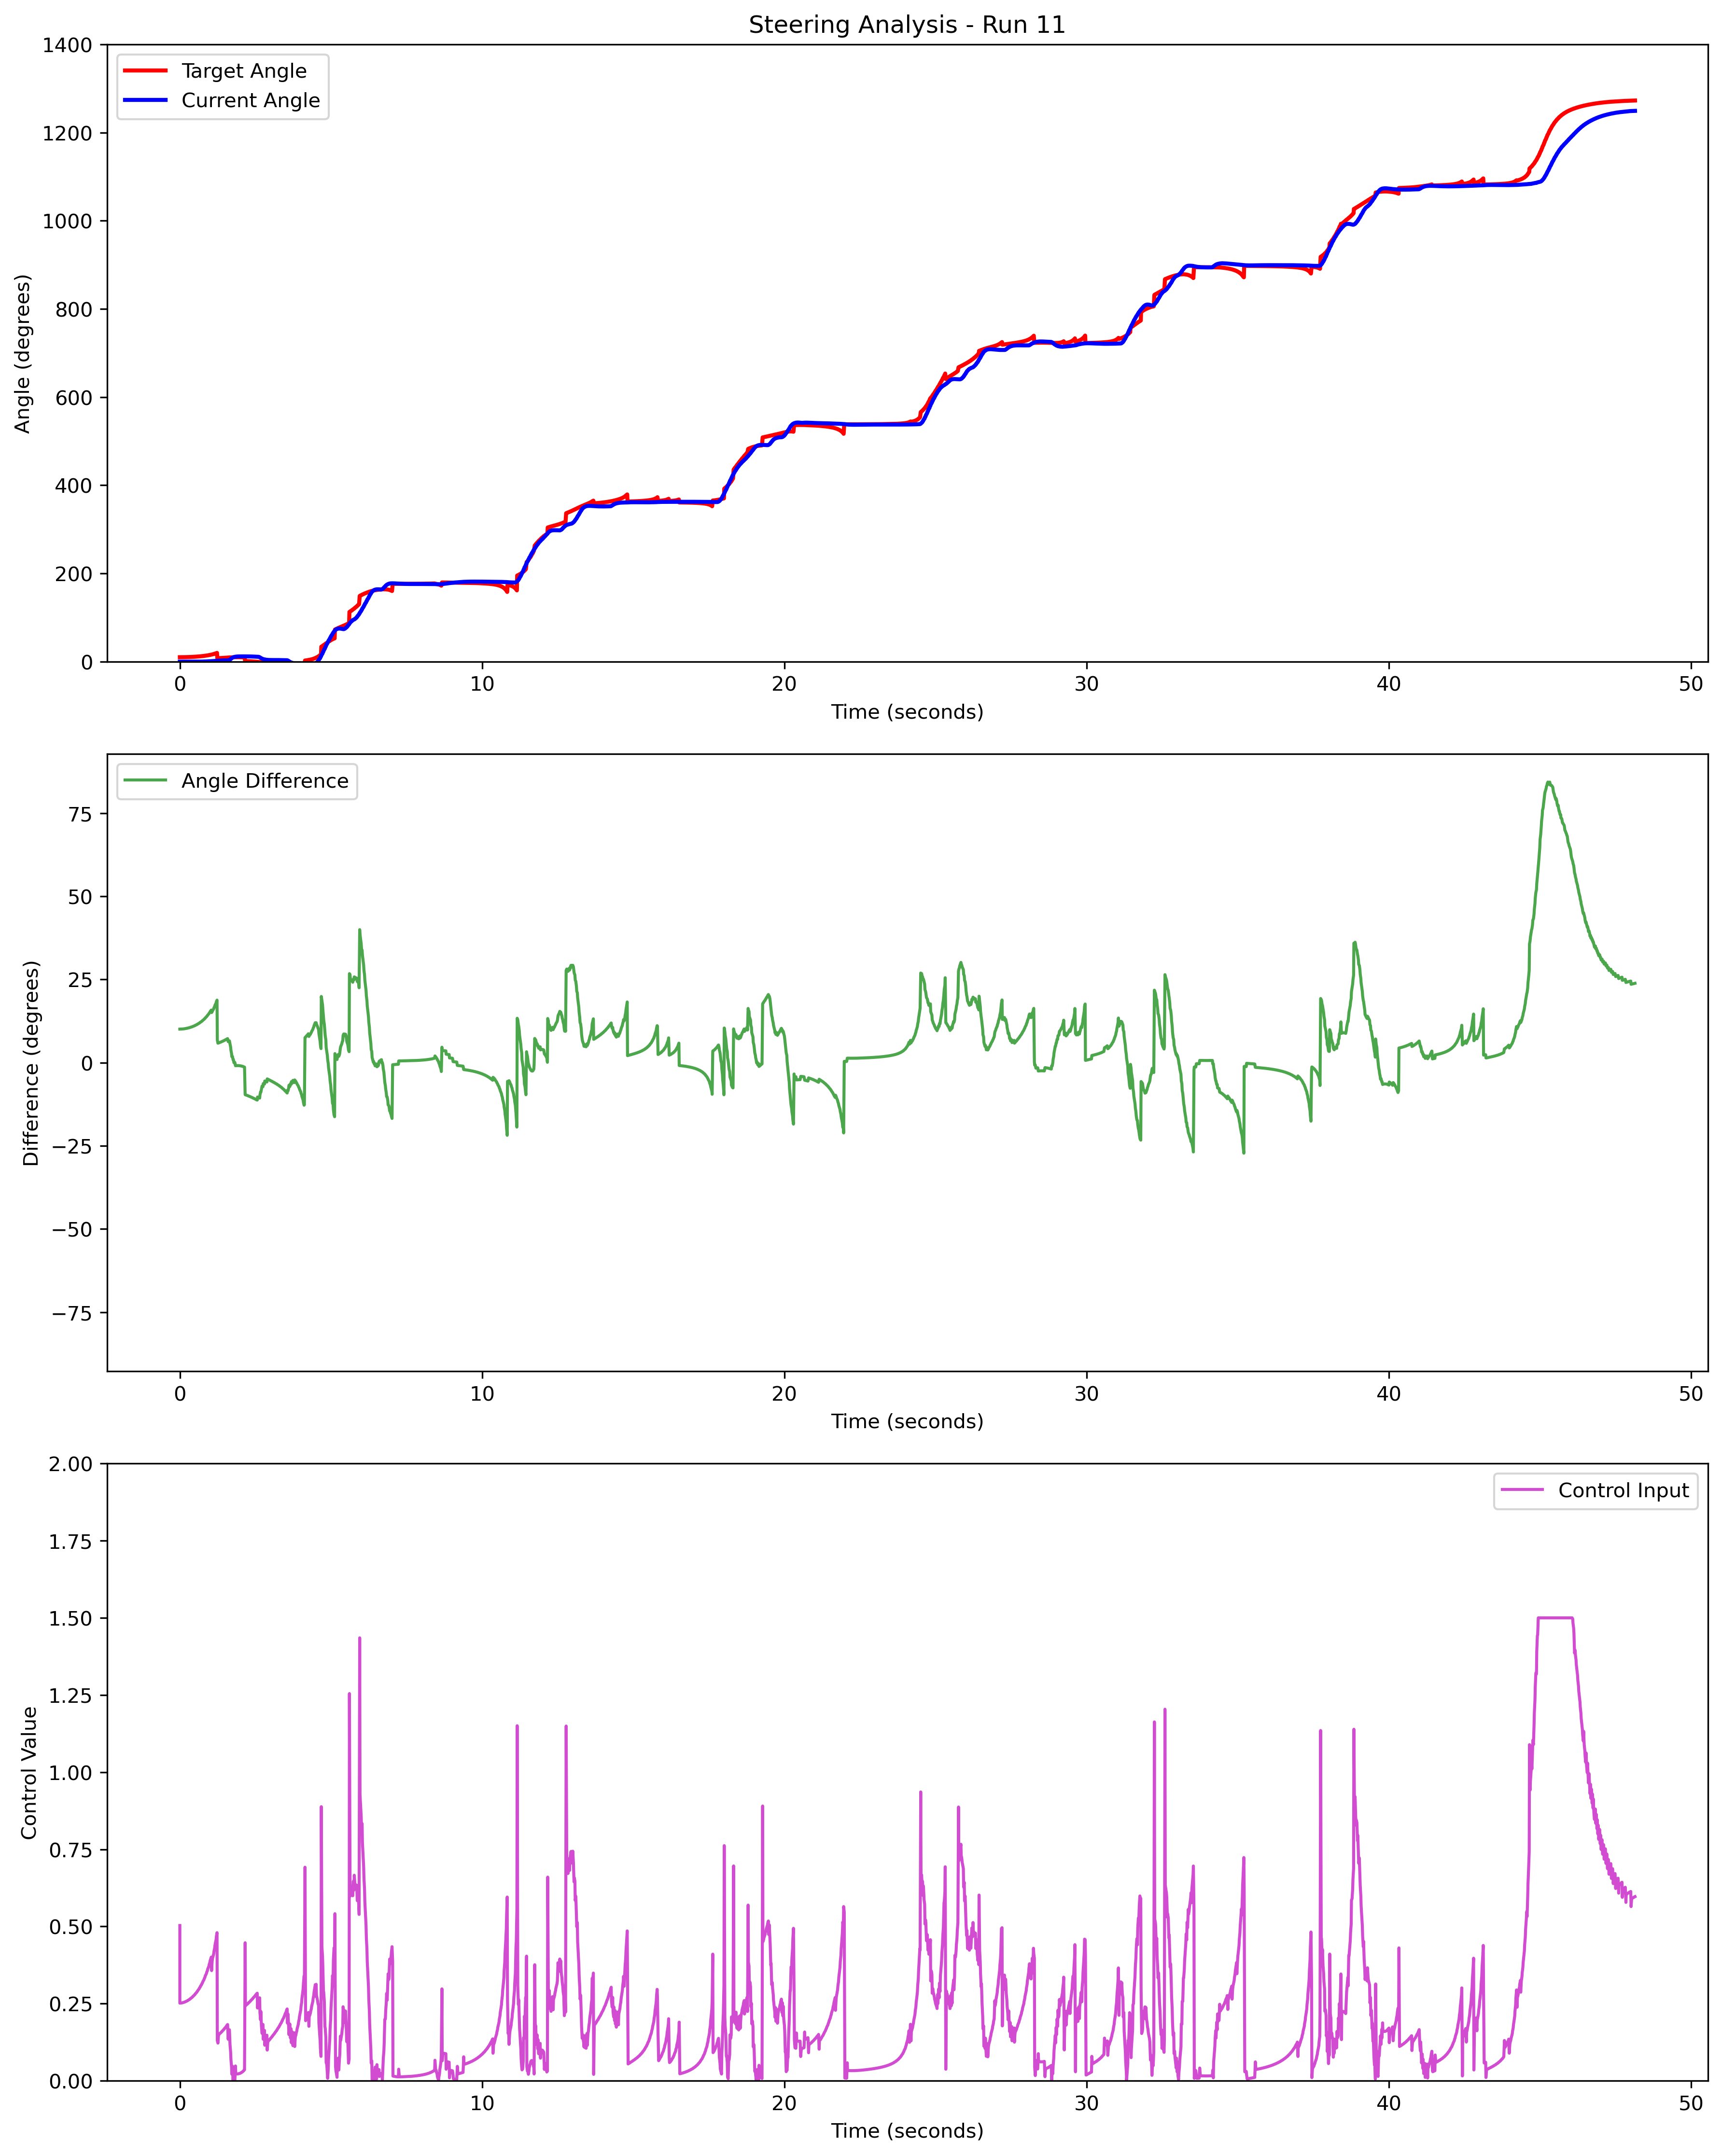 Steering Analysis - Run 11
Target Angle
Current Angle
Angle (degrees)
1400
1200
1000
800
600
400
200
0
0 10 20 30 40 50
Time (seconds)
Angle Difference
Difference (degrees)
75
50
25
0
−25
−50
−75
0 10 20 30 40 50
Time (seconds)
Control Input
Control Value
2.00
1.75
1.50
1.25
1.00
0.75
0.50
0.25
0.00
0 10 20 30 40 50
Time (seconds)